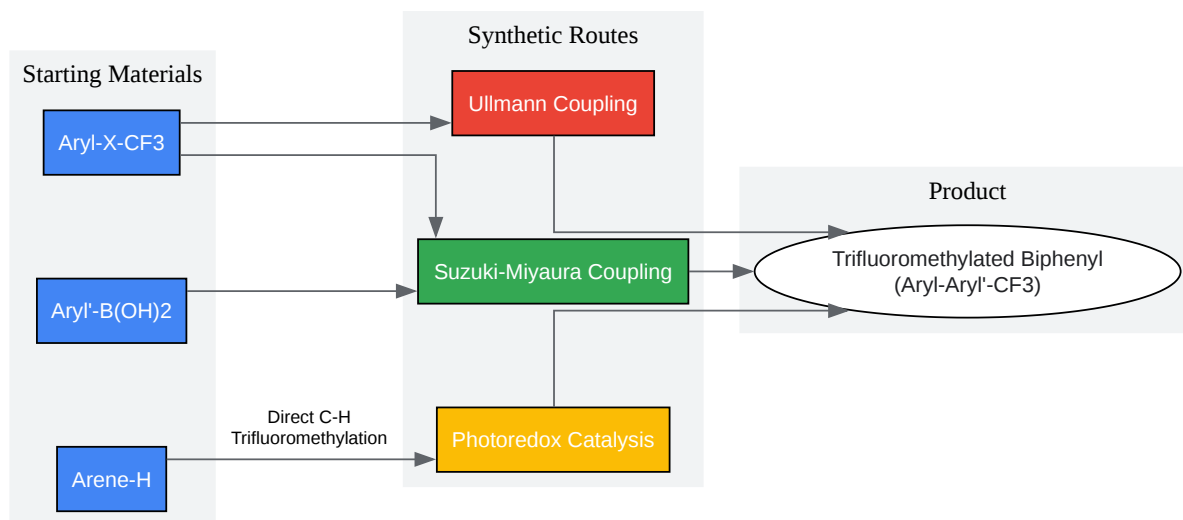 Starting Materials
Aryl-X-CF3
Aryl'-B(OH)2
Arene-H
Direct C-H
Trifluoromethylation
Synthetic Routes
Ullmann Coupling
Suzuki-Miyaura Coupling
Photoredox Catalysis
Product
Trifluoromethylated Biphenyl
(Aryl-Aryl'-CF3)